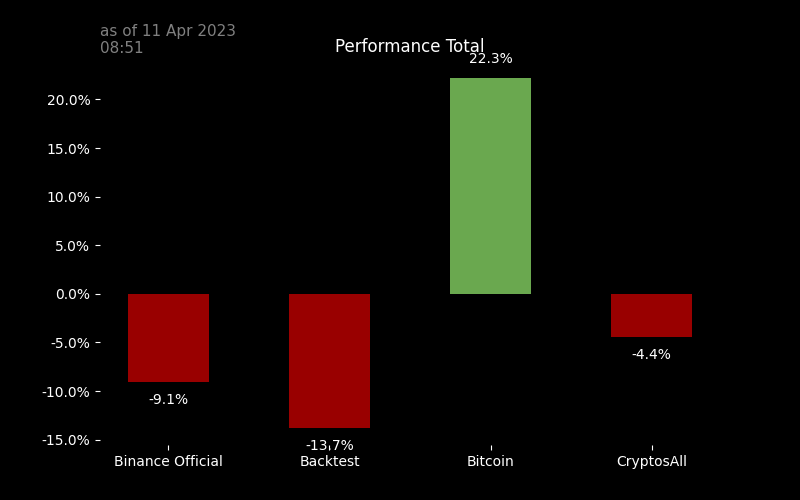 as of 11 Apr 2023
08:51
Performance Total
22.3%
20.0%
15.0%
10.0%
5.0%
0.0%
-5.0%
-4.4%
-10.0%
-9.1%
-15.0%
-13.7%
Binance Official
Backtest
Bitcoin
CryptosAll